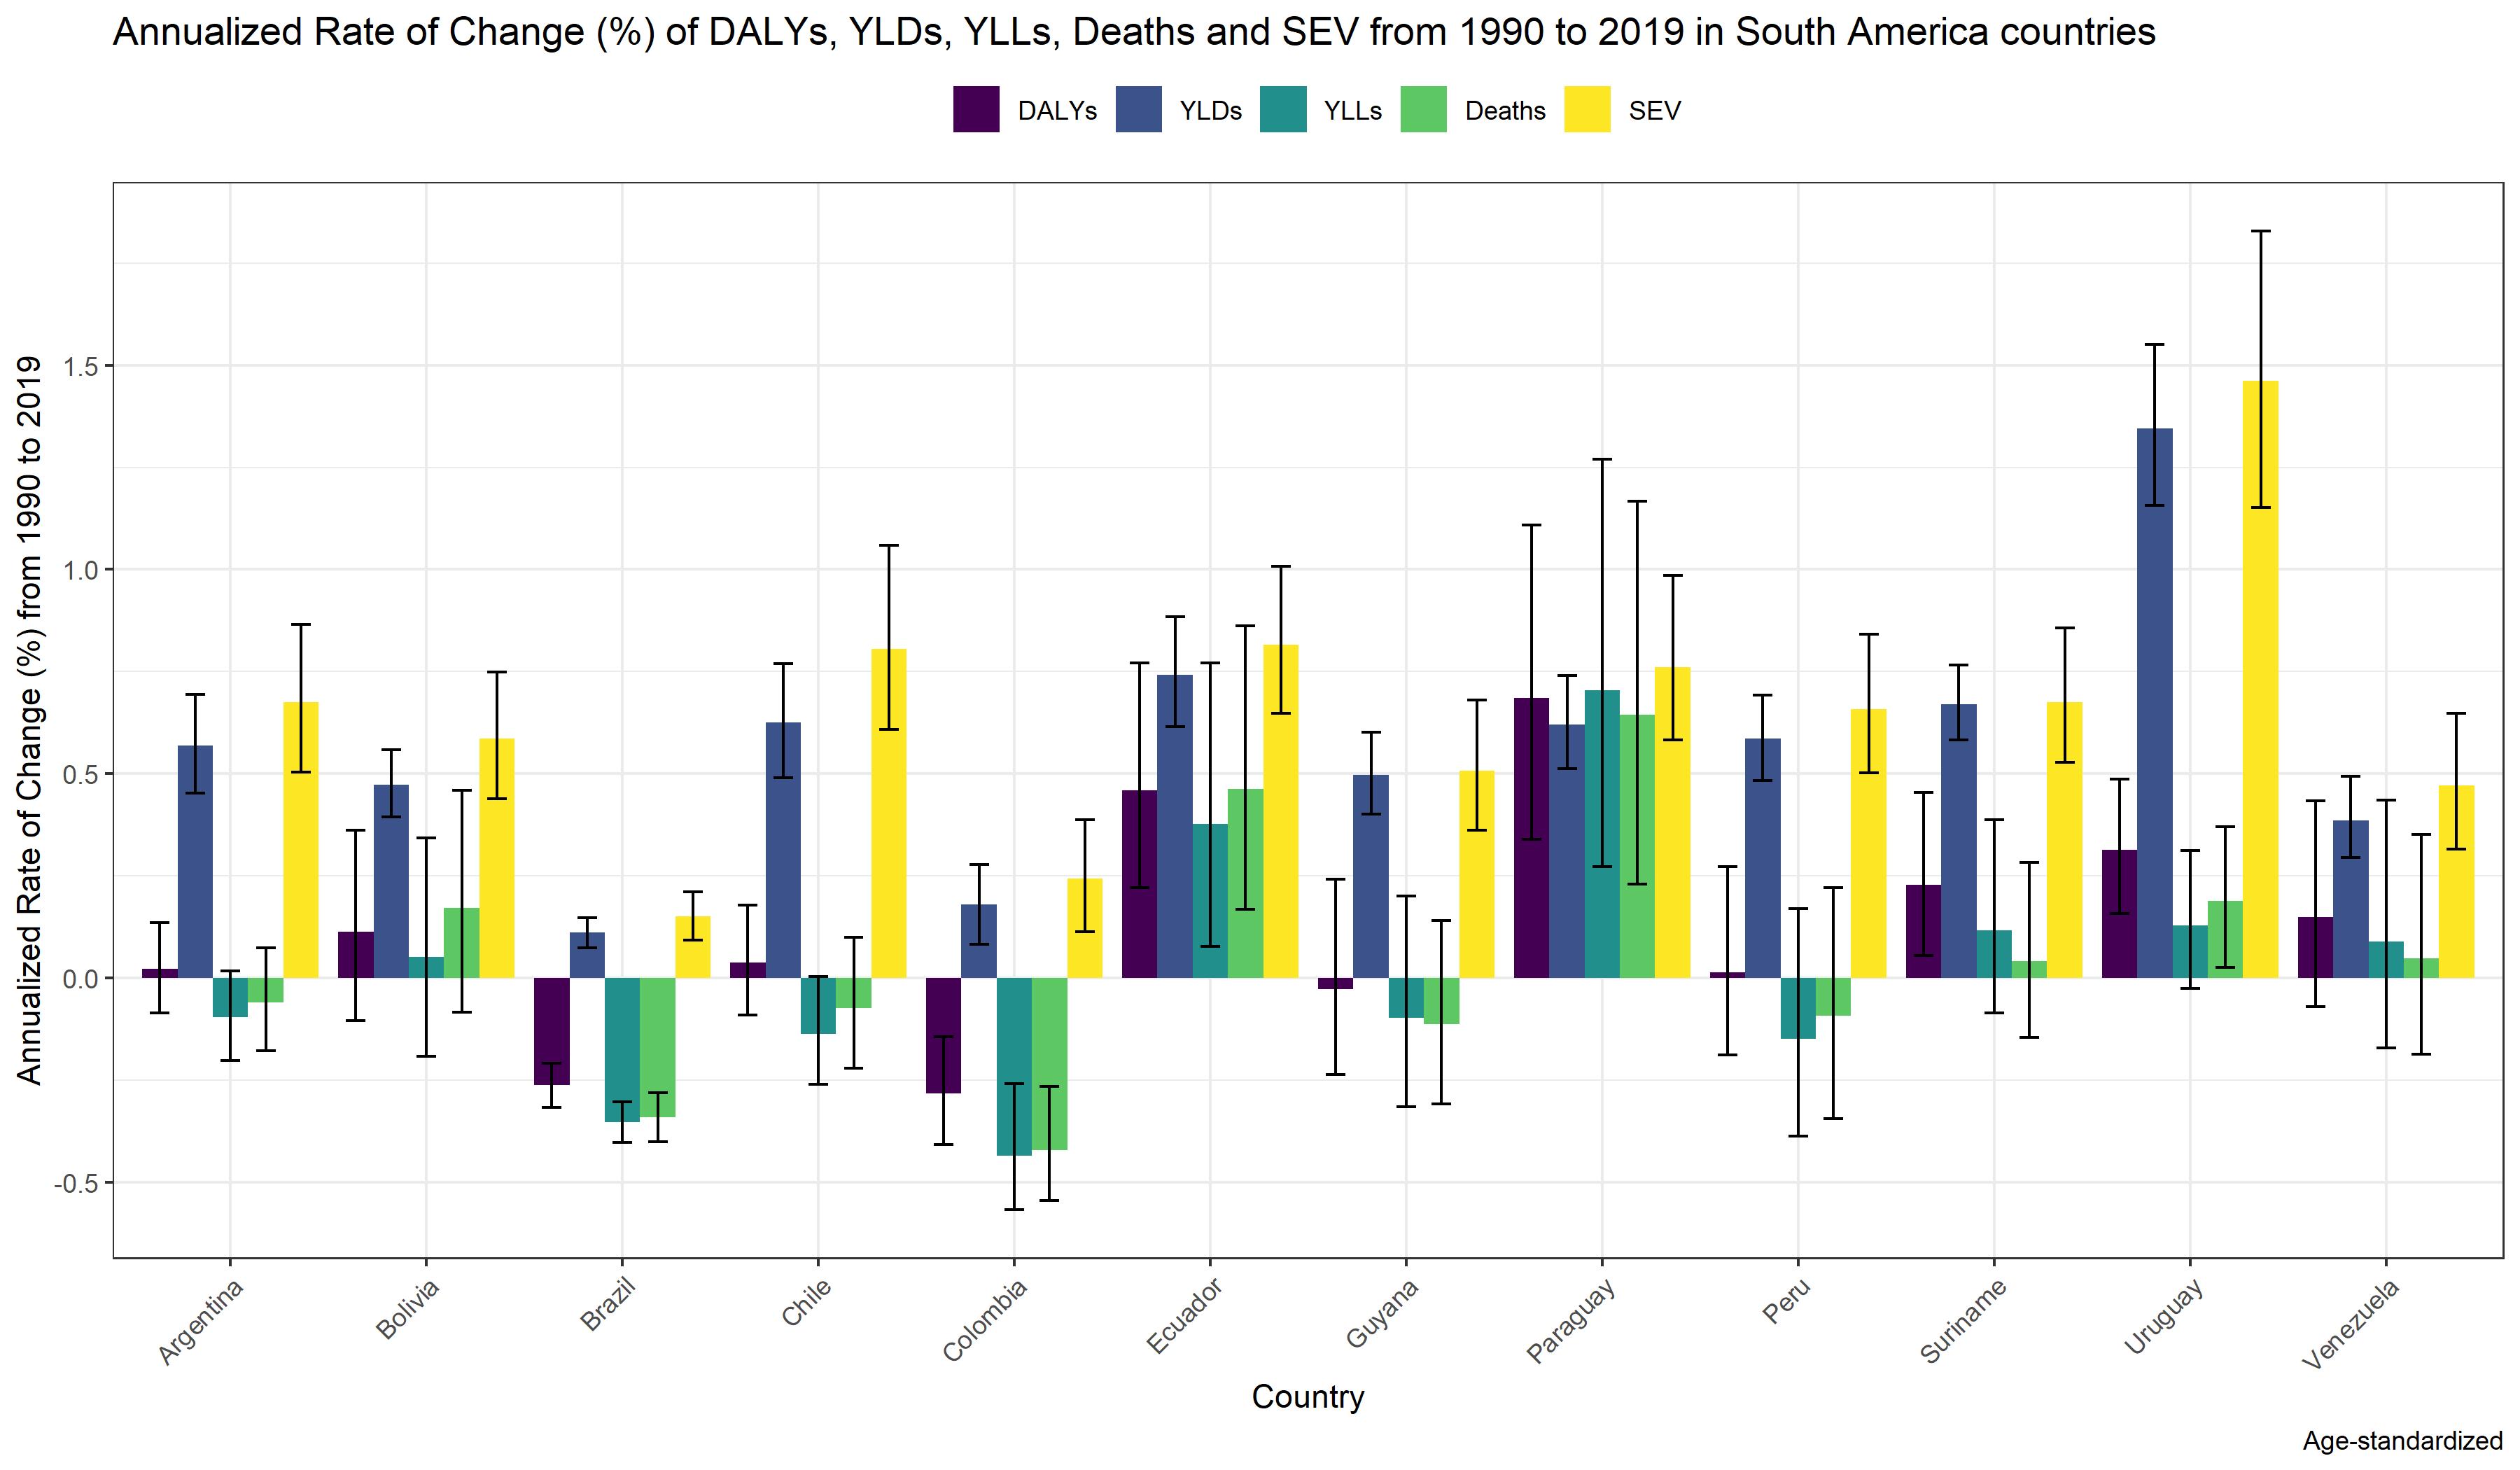 Annualized Rate of Change (%) of DALYs, YLDs, YLLs, Deaths and SEV from 1990 to 2019 in South America countries
DALYs YLDs YLLs Deaths SEV
Annualized Rate of Change (%) from 1990 to 2019
1.5
1.0
0.5
0.0
-0.5
Argentina Bolivia Brazil Chile Colombia Ecuador Guyana Paraguay Peru Suriname Uruguay Venezuela
Country
Age-standardized